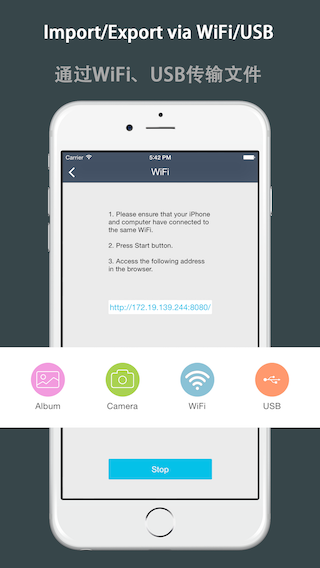 Import/Export via WiFi/USB
通过WiFi、USB传输文件
Carrier 5:42 PM
WiFi
1. Please ensure that your iPhone
and computer have connected to
the same WiFi.
2. Press Start button.
3. Access the following address
in the browser.
http://172.19.139.244:8080/
Album Camera WiFi USB
Stop